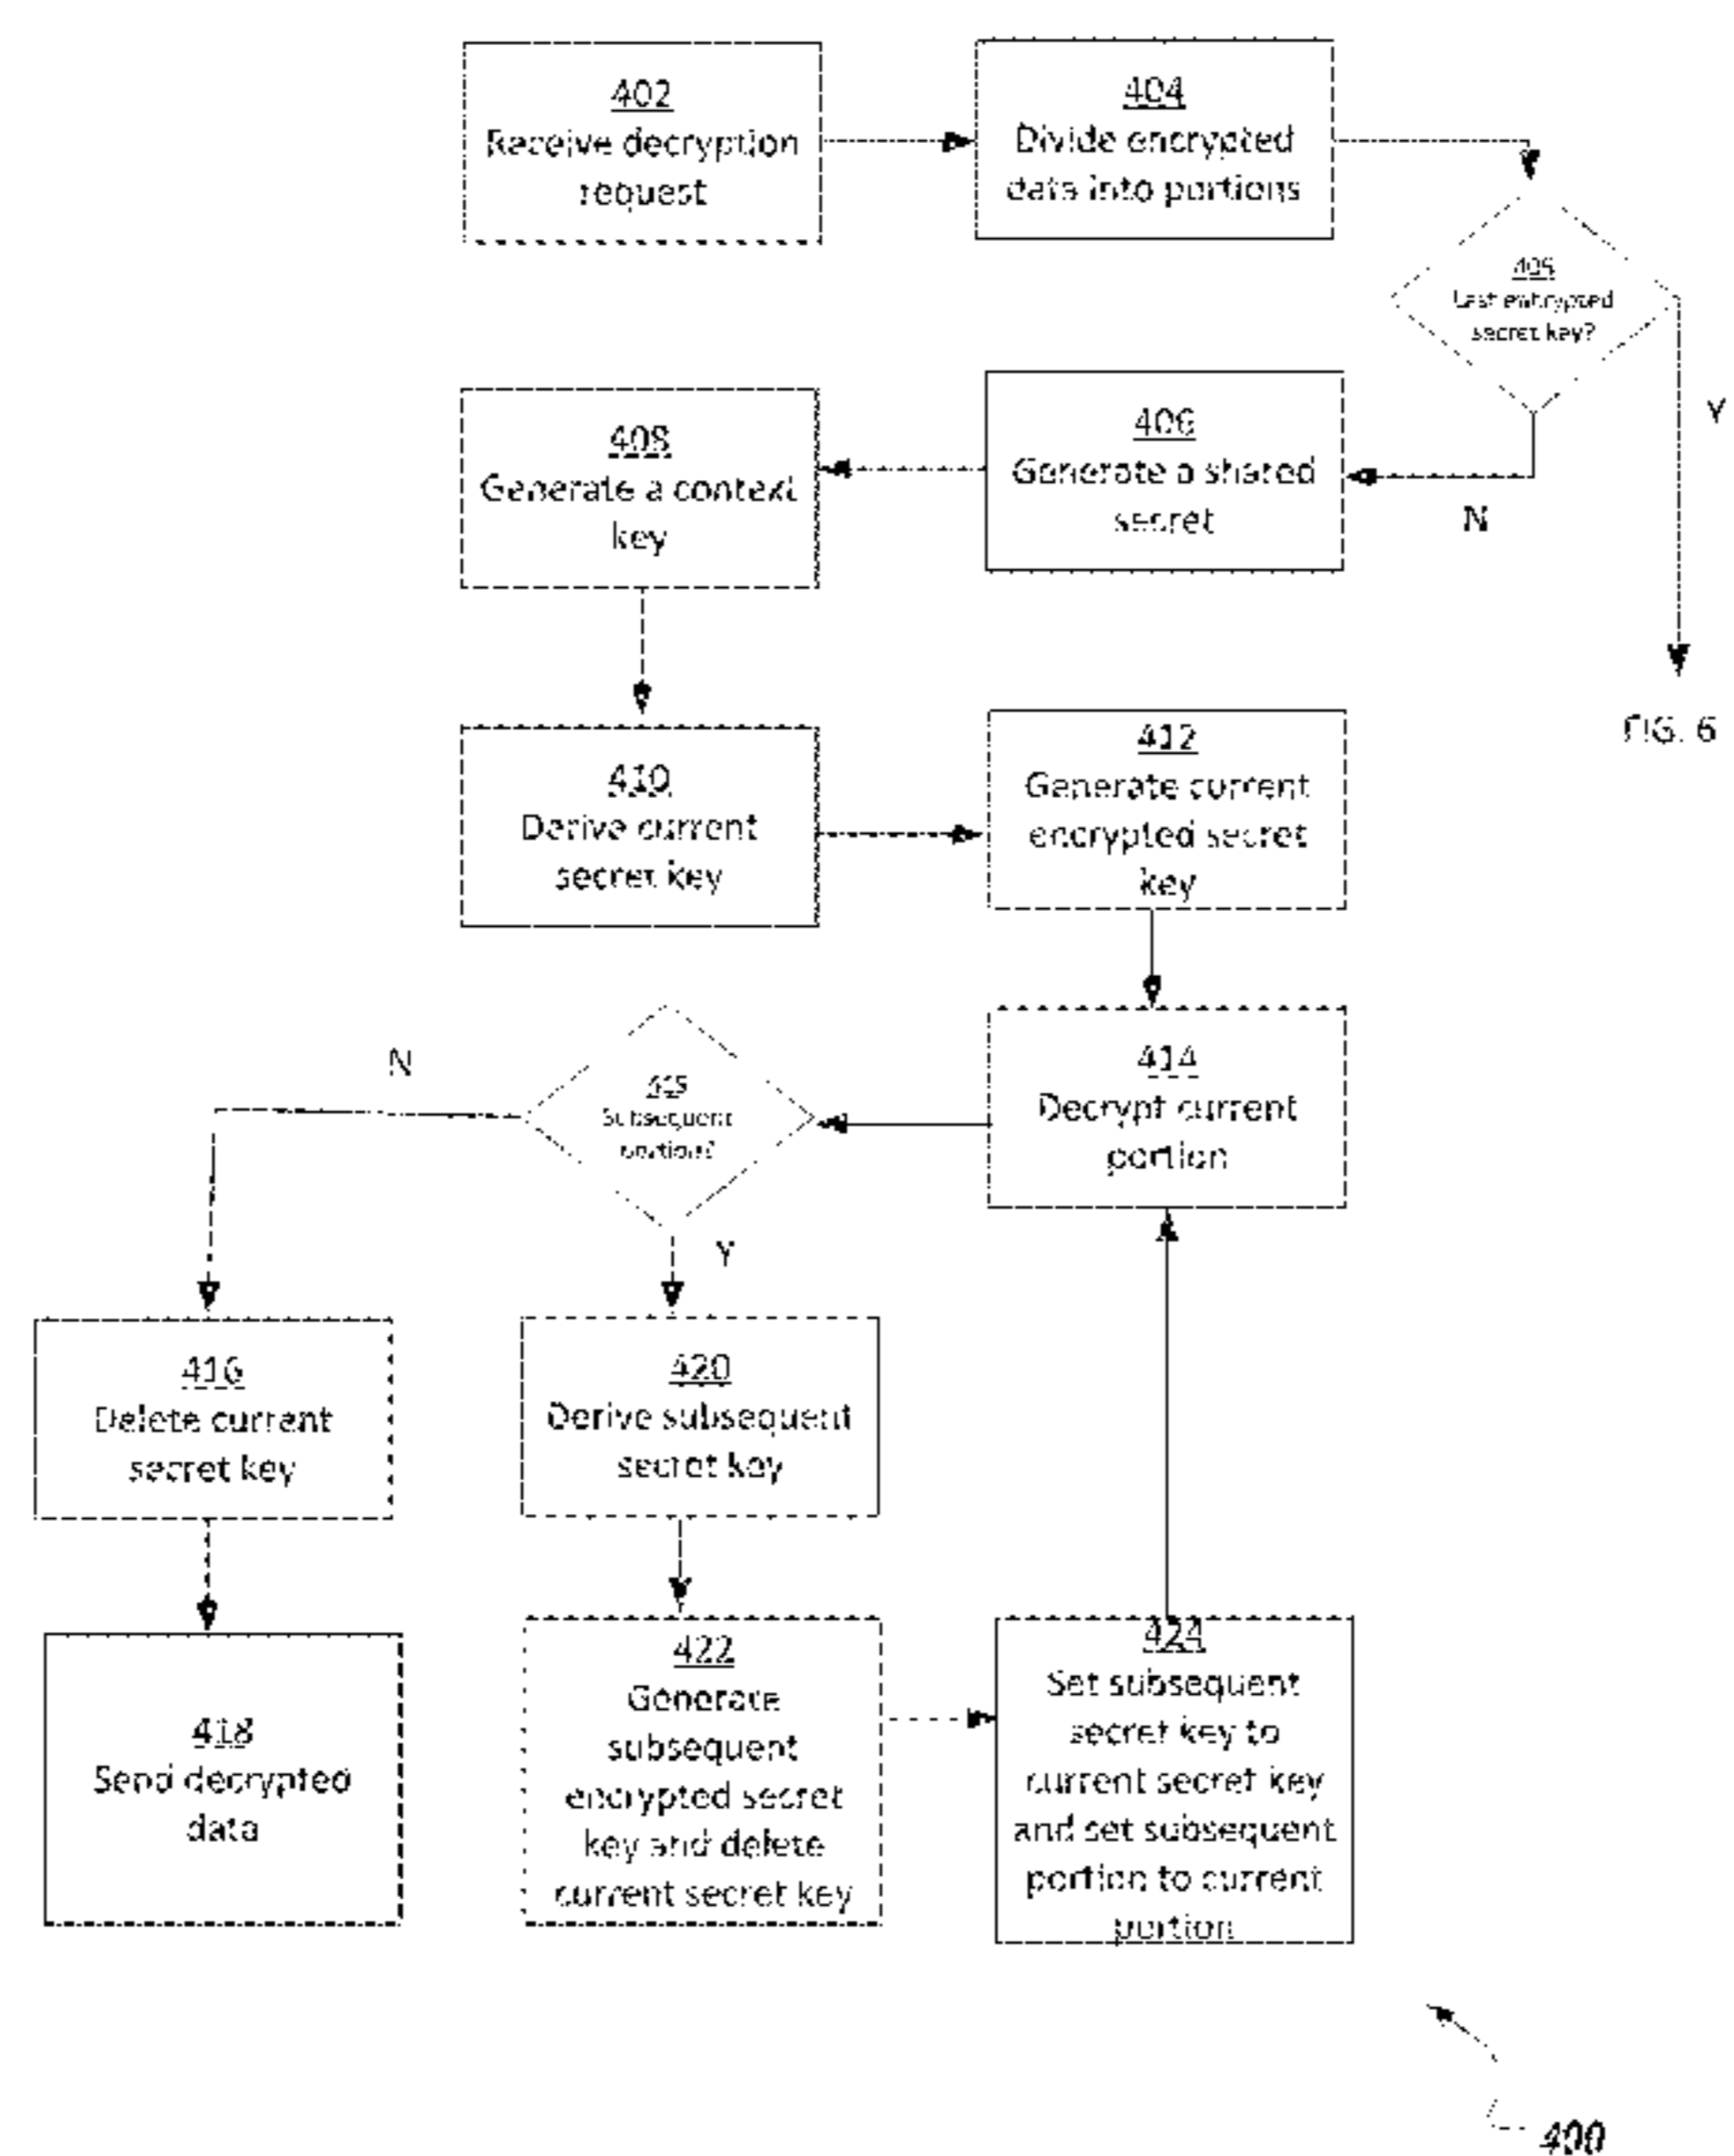 402
Receive decryption
request
404
Divide encrypted
data into portions
405
Last encrypted
secret key?
Y
N
FIG. 6
406
Generate a shared
secret
408
Generate a context
key
410
Derive current
secret key
412
Generate current
encrypted secret
key
414
Decrypt current
portion
415
Subsequent
portion?
N
Y
416
Delete current
secret key
418
Send decrypted
data
420
Derive subsequent
secret key
422
Generate
subsequent
encrypted secret
key and delete
current secret key
424
Set subsequent
secret key to
current secret key
and set subsequent
portion to current
portion
400